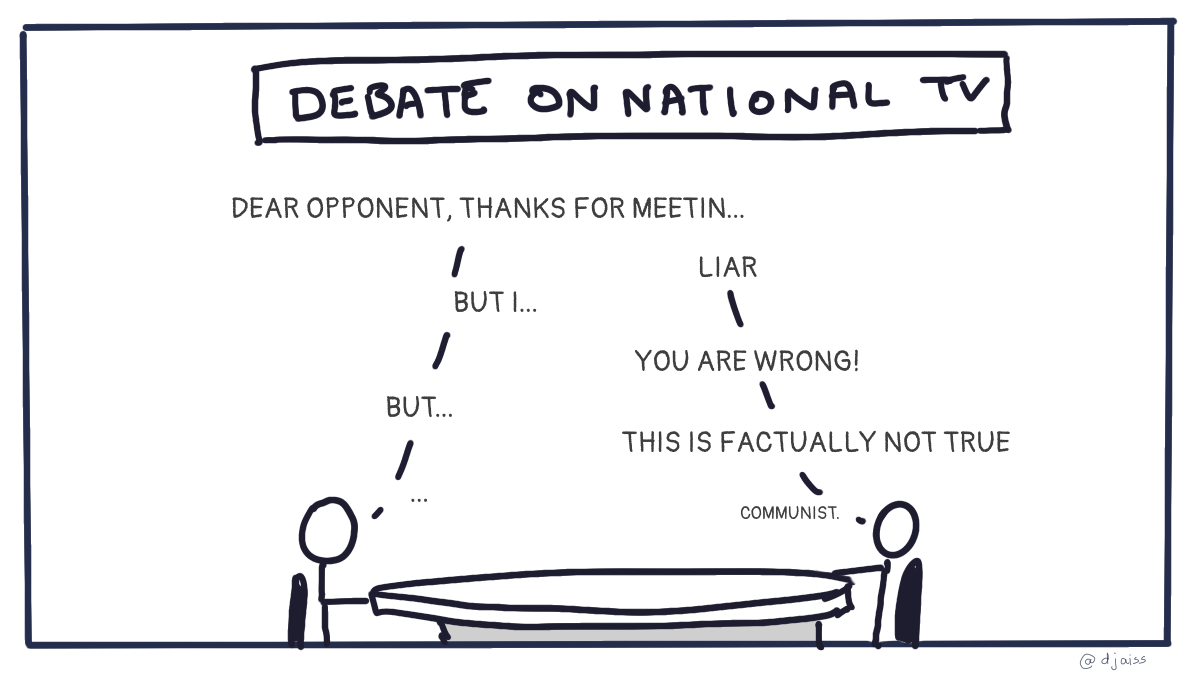 DEBATE ON NATIONAL TV
DEAR OPPONENT, THANKS FOR MEETIN...
LIAR
BUT I...
YOU ARE WRONG!
BUT...
THIS IS FACTUALLY NOT TRUE
...
COMMUNIST.
@djaiss